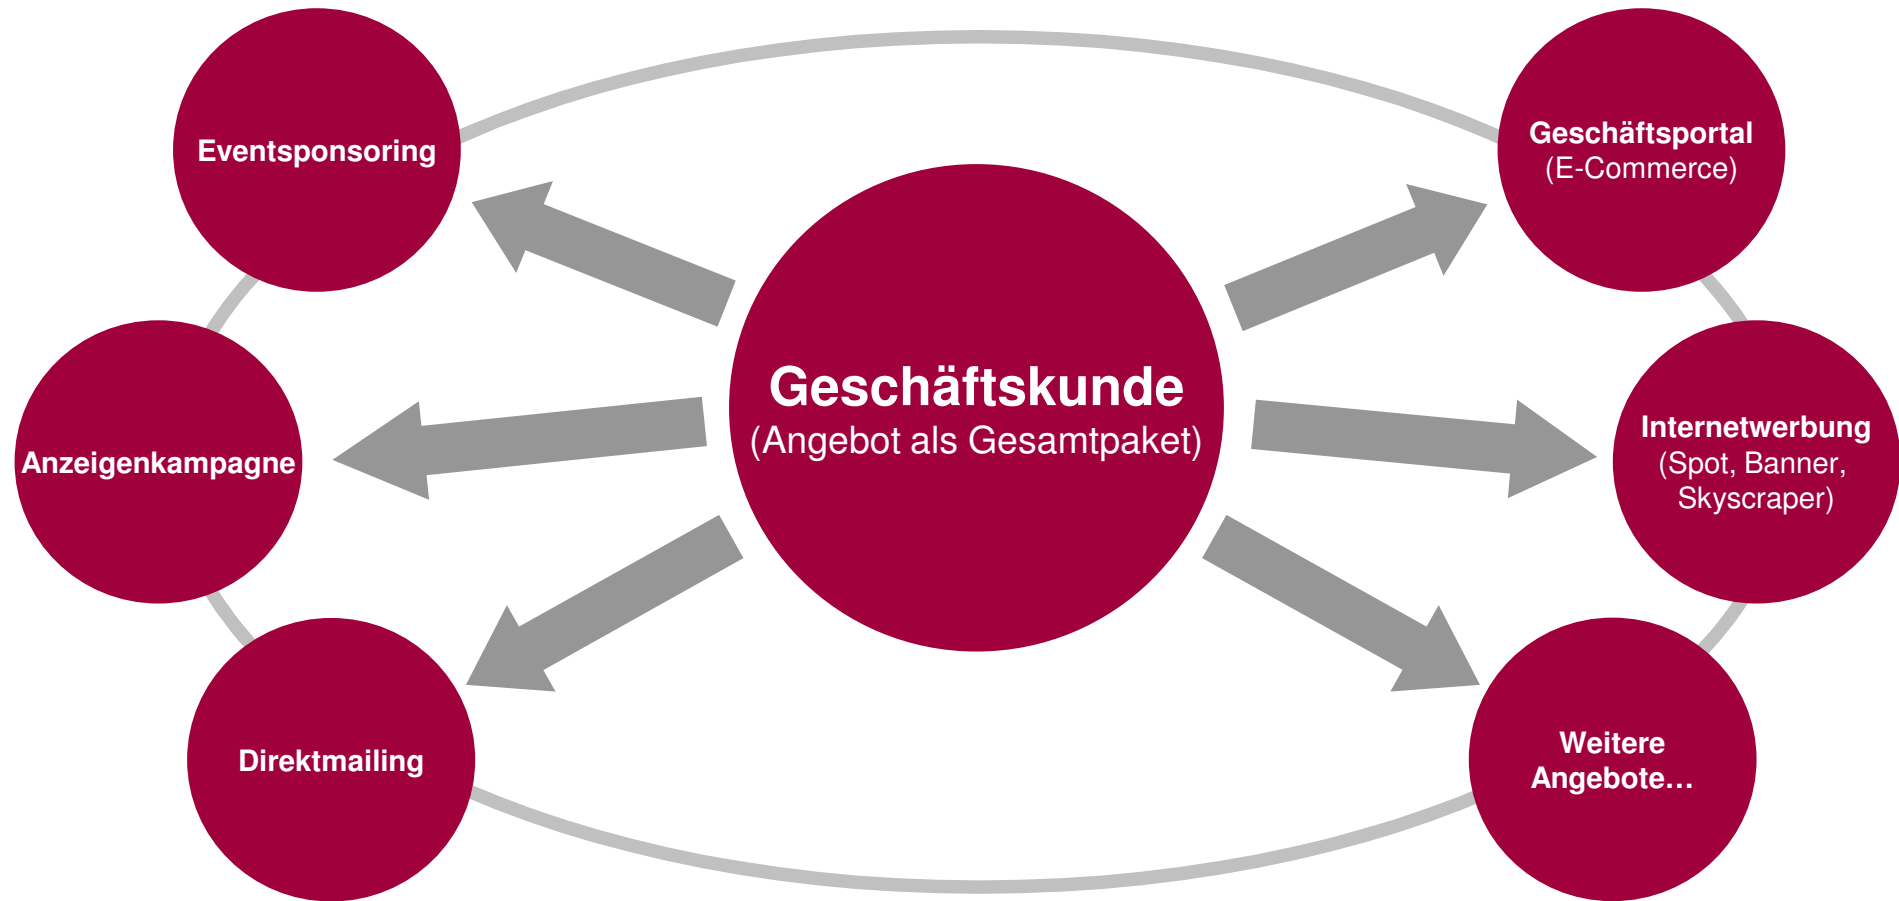 Eventsponsoring
Geschäftsportal
(E-Commerce)
Geschäftskunde
(Angebot als Gesamtpaket)
Anzeigenkampagne
Internetwerbung
(Spot, Banner,
Skyscraper)
Direktmailing
Weitere
Angebote…